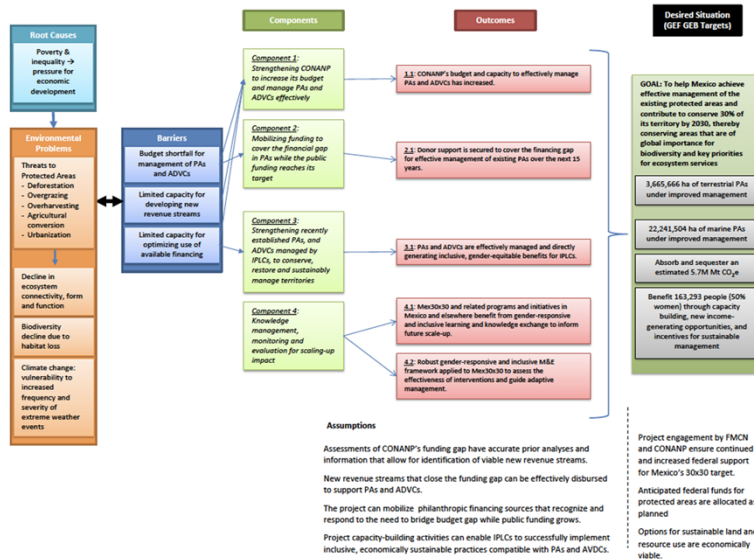 Root Causes
Poverty &
inequality →
pressure for
economic
development
Environmental
Problems
Threats to
Protected Areas
- Deforestation
- Overgrazing
- Overharvesting
- Agricultural
conversion
- Urbanization
Decline in
ecosystem
connectivity, form
and function
Biodiversity
decline due to
habitat loss
Climate change:
vulnerability to
increased
frequency and
severity of
extreme weather
events
Barriers
Budget shortfall for
management of PAs
and ADVCs
Limited capacity for
developing new
revenue streams
Limited capacity for
optimizing use of
available financing
Components
Component 1:
Strengthening CONANP
to increase its budget
and manage PAs and
ADVCs effectively
Component 2:
Mobilizing funding to
cover the financial gap
in PAs while the public
funding reaches its
target
Component 3:
Strengthening recently
established PAs, and
ADVCs managed by
IPLCs, to conserve,
restore and sustainably
manage territories
Component 4:
Knowledge
management,
monitoring and
evaluation for scaling-up
impact
Outcomes
1.1: CONANP's budget and capacity to effectively manage
PAs and ADVCs has increased.
2.1: Donor support is secured to cover the financing gap
for effective management of existing PAs over the next 15
years.
3.1: PAs and ADVCs are effectively managed and directly
generating inclusive, gender-equitable benefits for IPLCs.
4.1: Mex30x30 and related programs and initiatives in
Mexico and elsewhere benefit from gender-responsive
and inclusive learning and knowledge exchange to inform
future scale-up.
4.2: Robust gender-responsive and inclusive M&E
framework applied to Mex30x30 to assess the
effectiveness of interventions and guide adaptive
management.
Desired Situation
(GEF GEB Targets)
GOAL: To help Mexico achieve
effective management of the
existing protected areas and
contribute to conserve 30% of
its territory by 2030, thereby
conserving areas that are of
global importance for
biodiversity and key priorities
for ecosystem services
3,665,666 ha of terrestrial PAs
under improved management
22,241,504 ha of marine PAs
under improved management
Absorb and sequester an
estimated 5.7M Mt CO₂e
Benefit 163,293 people (50%
women) through capacity
building, new income-
generating opportunities, and
incentives for sustainable
management
Assumptions
Assessments of CONANP's funding gap have accurate prior analyses and
information that allow for identification of viable new revenue streams.
New revenue streams that close the funding gap can be effectively disbursed
to support PAs and ADVCs.
The project can mobilize philanthropic financing sources that recognize and
respond to the need to bridge budget gap while public funding grows.
Project capacity-building activities can enable IPLCs to successfully implement
inclusive, economically sustainable practices compatible with PAs and AVDCs.
Project engagement by FMCN
and CONANP ensure continued
and increased federal support
for Mexico's 30x30 target.
Anticipated federal funds for
protected areas are allocated as
planned
Options for sustainable land and
resource use are economically
viable.